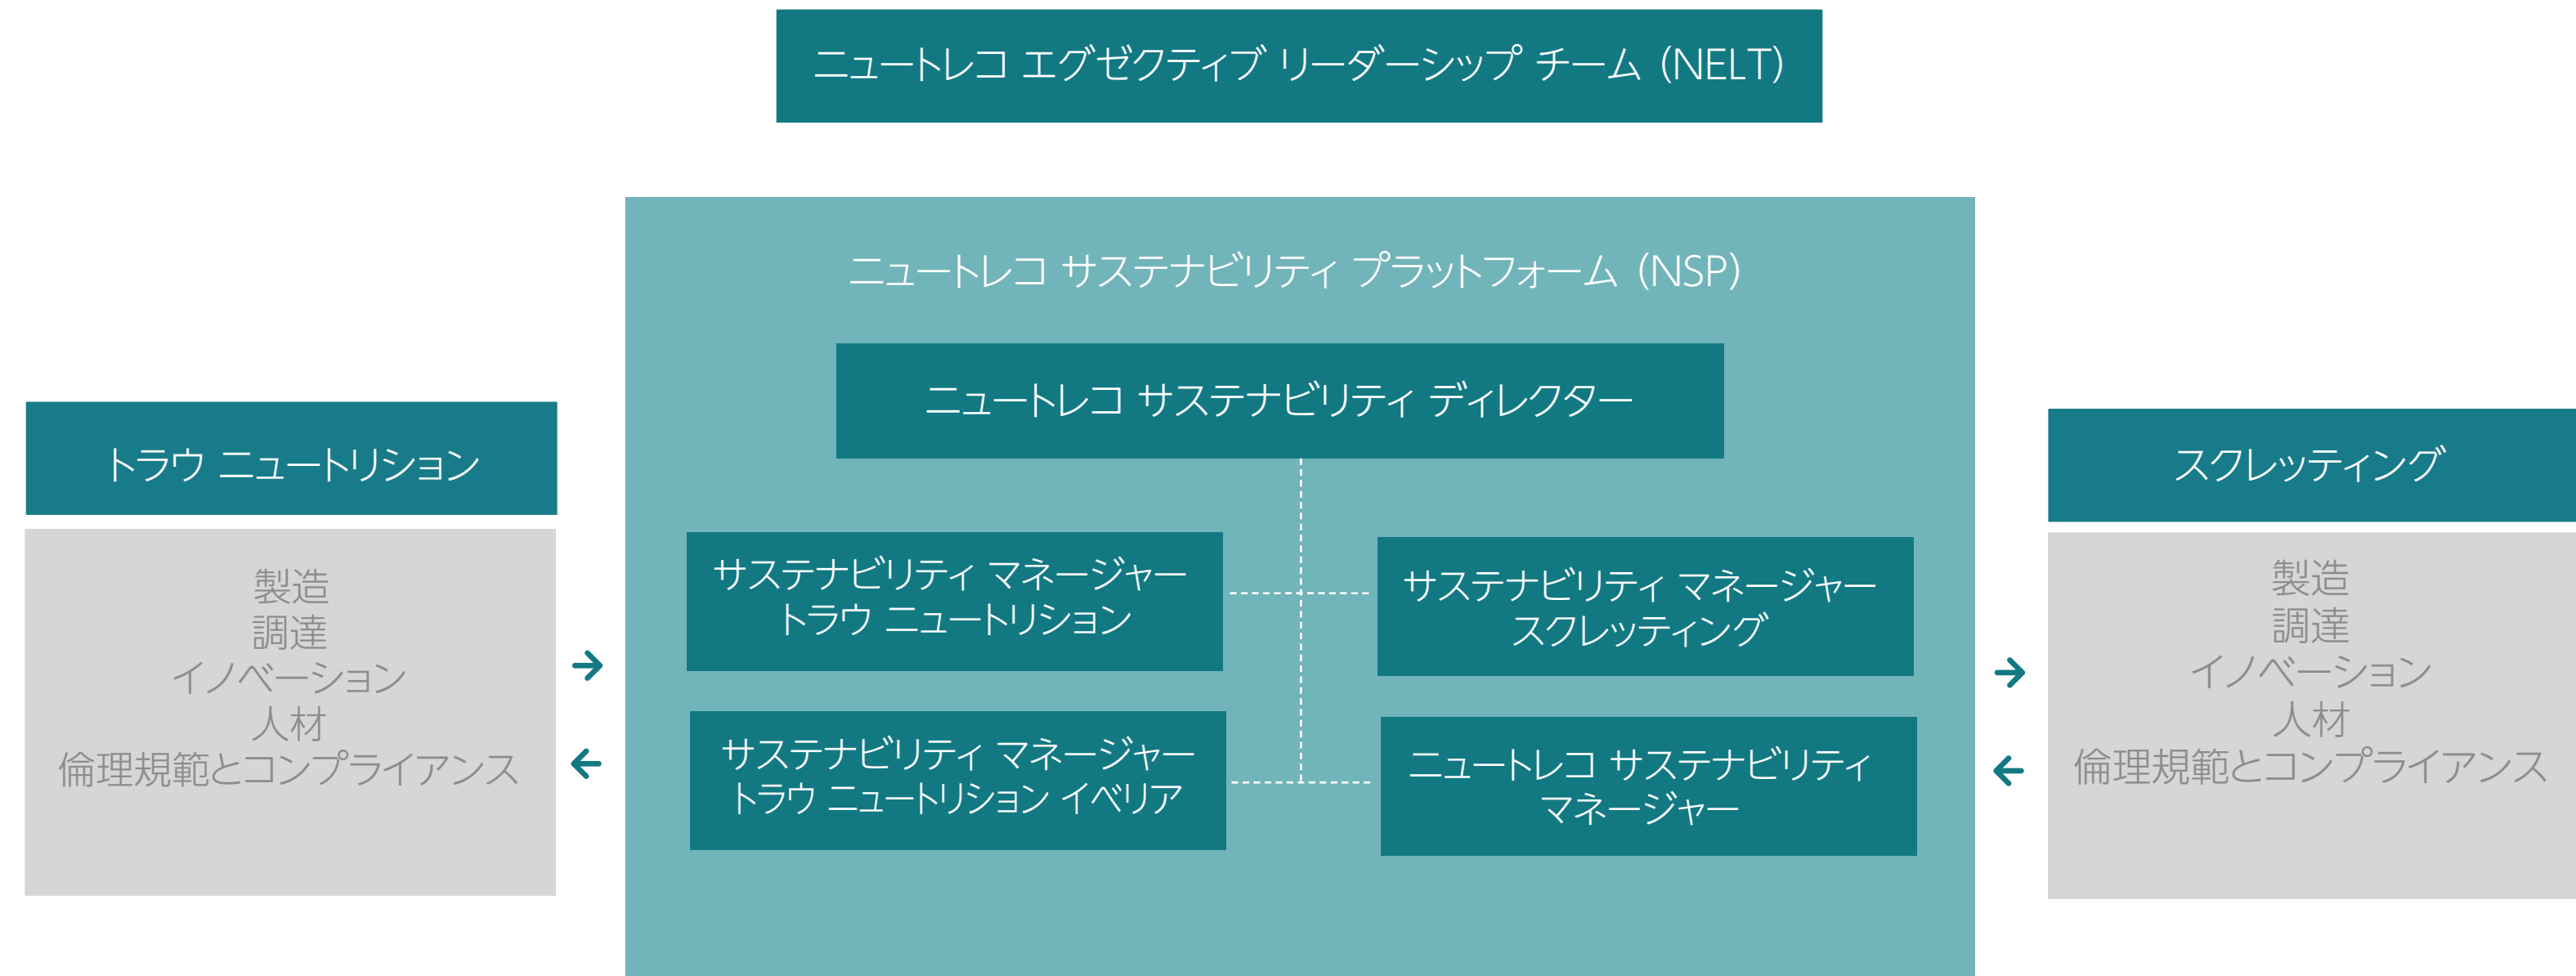 ニュートレコ エグゼクティブ リーダーシップ チーム (NELT)
ニュートレコ サステナビリティ プラットフォーム (NSP)
ニュートレコ サステナビリティ ディレクター
トラウ ニュートリション
製造
調達
イノベーション
人材
倫理規範とコンプライアンス
サステナビリティ マネージャー
トラウ ニュートリション
サステナビリティ マネージャー
スクレッティング
サステナビリティ マネージャー
トラウ ニュートリション イベリア
ニュートレコ サステナビリティ
マネージャー
スクレッティング
製造
調達
イノベーション
人材
倫理規範とコンプライアンス